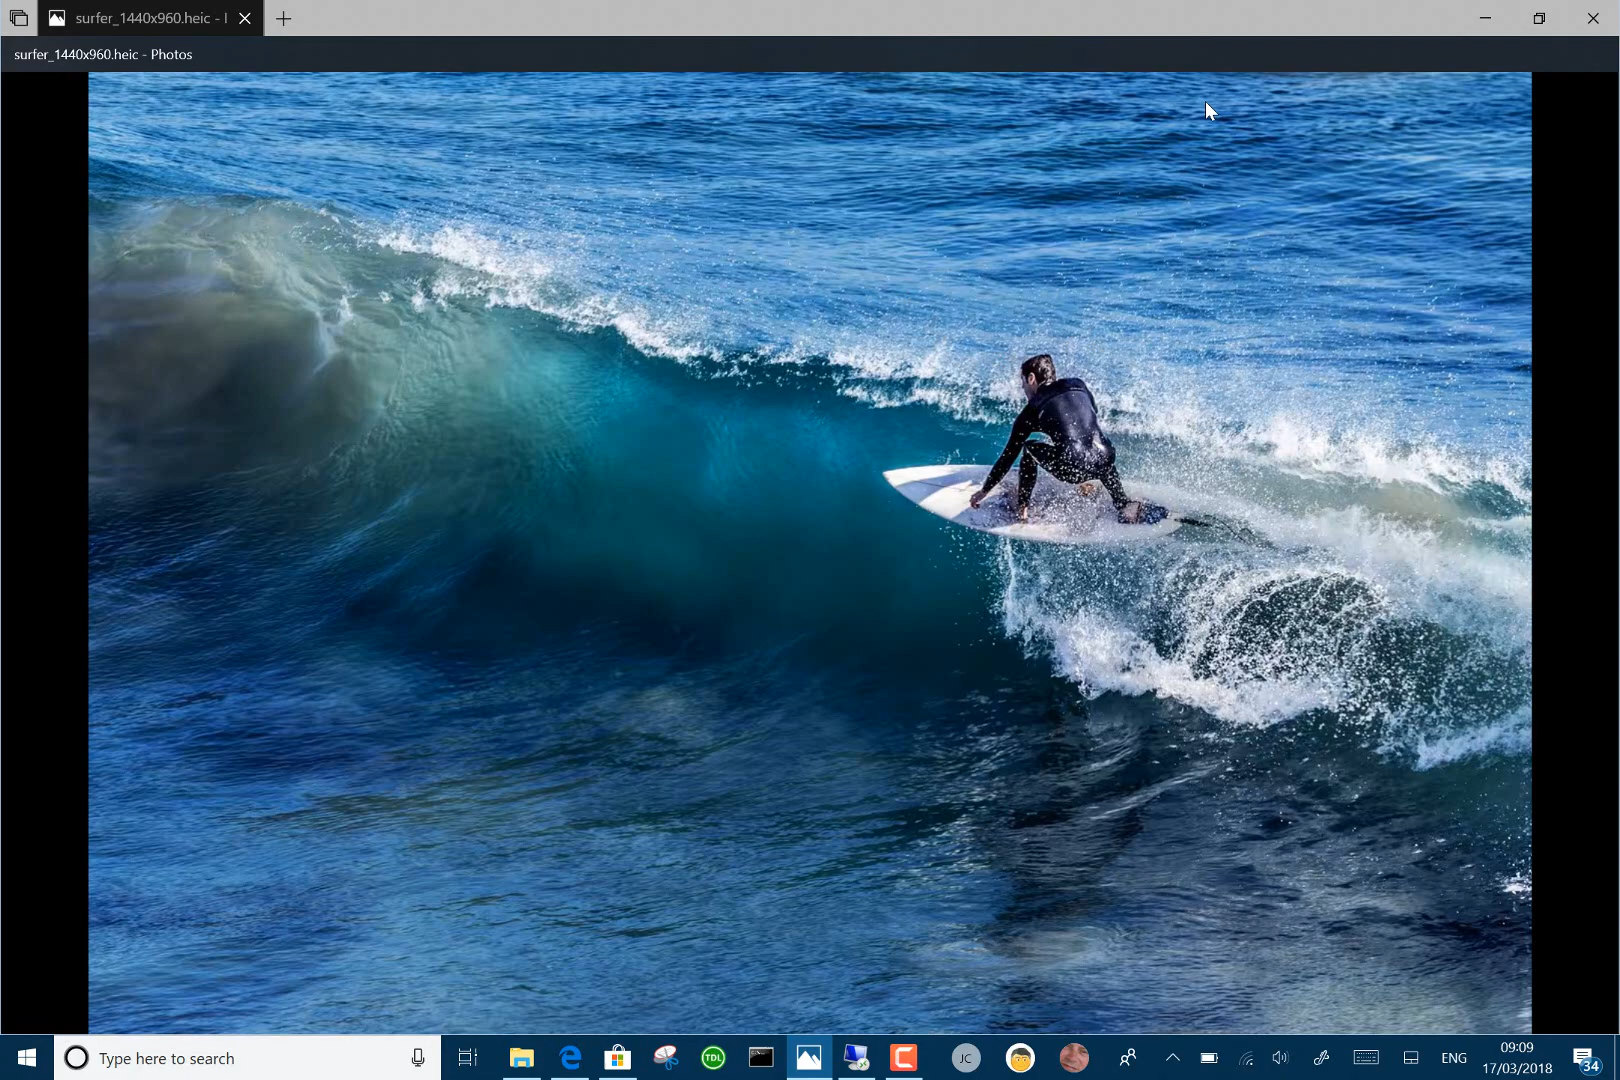 surfer_1440x960.heic - 
surfer_1440x960.heic - Photos
Type here to search
TDL
JC
ENG
09:09
17/03/2018
34